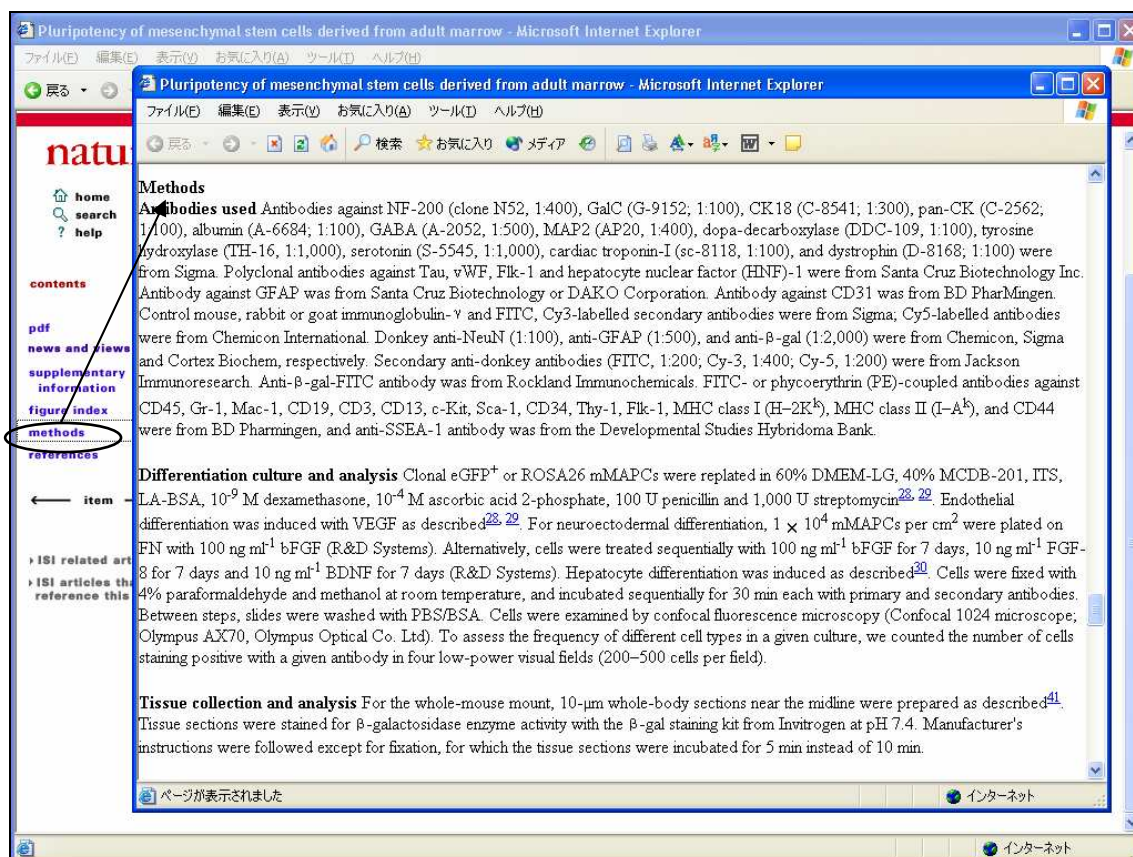 Pluripotency of mesenchymal stem cells derived from adult marrow - Microsoft Internet Explorer
ファイル(F) 編集(E) 表示(V) お気に入り(A) ツール(T) ヘルプ(H)
戻る
natu
home
search
? help
contents
pdf
news and views
supplementary
information
figure index
methods
references
item
ISI related art
ISI articles tha
reference this
Pluripotency of mesenchymal stem cells derived from adult marrow - Microsoft Internet Explorer
ファイル(F) 編集(E) 表示(V) お気に入り(A) ツール(T) ヘルプ(H)
戻る 検索 お気に入り メディア
Methods
Antibodies used Antibodies against NF-200 (clone N52, 1:400), GalC (G-9152; 1:100), CK18 (C-8541; 1:300), pan-CK (C-2562;
1:100), albumin (A-6684; 1:100), GABA (A-2052, 1:500), MAP2 (AP20, 1:400), dopa-decarboxylase (DDC-109, 1:100), tyrosine
hydroxylase (TH-16, 1:1,000), serotonin (S-5545, 1:1,000), cardiac troponin-I (sc-8118, 1:100), and dystrophin (D-8168; 1:100) were
from Sigma. Polyclonal antibodies against Tau, vWF, Flk-1 and hepatocyte nuclear factor (HNF)-1 were from Santa Cruz Biotechnology Inc.
Antibody against GFAP was from Santa Cruz Biotechnology or DAKO Corporation. Antibody against CD31 was from BD PharMingen.
Control mouse, rabbit or goat immunoglobulin-γ and FITC, Cy3-labelled secondary antibodies were from Sigma; Cy5-labelled antibodies
were from Chemicon International. Donkey anti-NeuN (1:100), anti-GFAP (1:500), and anti-β-gal (1:2,000) were from Chemicon, Sigma
and Cortex Biochem, respectively. Secondary anti-donkey antibodies (FITC, 1:200; Cy-3, 1:400; Cy-5, 1:200) were from Jackson
Immunoresearch. Anti-β-gal-FITC antibody was from Rockland Immunochemicals. FITC- or phycoerythrin (PE)-coupled antibodies against
CD45, Gr-1, Mac-1, CD19, CD3, CD13, c-Kit, Sca-1, CD34, Thy-1, Flk-1, MHC class I (H–2Kᵏ), MHC class II (I–Aᵏ), and CD44
were from BD Pharmingen, and anti-SSEA-1 antibody was from the Developmental Studies Hybridoma Bank.
Differentiation culture and analysis Clonal eGFP⁺ or ROSA26 mMAPCs were replated in 60% DMEM-LG, 40% MCDB-201, ITS,
LA-BSA, 10⁻⁹ M dexamethasone, 10⁻⁴ M ascorbic acid 2-phosphate, 100 U penicillin and 1,000 U streptomycin²⁸, ²⁹. Endothelial
differentiation was induced with VEGF as described²⁸, ²⁹. For neuroectodermal differentiation, 1 × 10⁴ mMAPCs per cm² were plated on
FN with 100 ng ml⁻¹ bFGF (R&D Systems). Alternatively, cells were treated sequentially with 100 ng ml⁻¹ bFGF for 7 days, 10 ng ml⁻¹ FGF-
8 for 7 days and 10 ng ml⁻¹ BDNF for 7 days (R&D Systems). Hepatocyte differentiation was induced as described³⁰. Cells were fixed with
4% paraformaldehyde and methanol at room temperature, and incubated sequentially for 30 min each with primary and secondary antibodies.
Between steps, slides were washed with PBS/BSA. Cells were examined by confocal fluorescence microscopy (Confocal 1024 microscope;
Olympus AX70, Olympus Optical Co. Ltd). To assess the frequency of different cell types in a given culture, we counted the number of cells
staining positive with a given antibody in four low-power visual fields (200–500 cells per field).
Tissue collection and analysis For the whole-mouse mount, 10-μm whole-body sections near the midline were prepared as described⁴¹.
Tissue sections were stained for β-galactosidase enzyme activity with the β-gal staining kit from Invitrogen at pH 7.4. Manufacturer's
instructions were followed except for fixation, for which the tissue sections were incubated for 5 min instead of 10 min.
ページが表示されました インターネット
インターネット